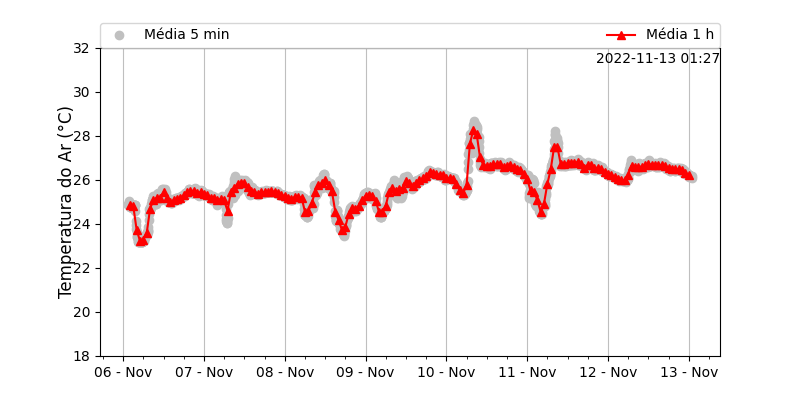 Média 5 min
Média 1 h
2022-11-13 01:27
Temperatura do Ar (°C)
32
30
28
26
24
22
20
18
06 - Nov
07 - Nov
08 - Nov
09 - Nov
10 - Nov
11 - Nov
12 - Nov
13 - Nov